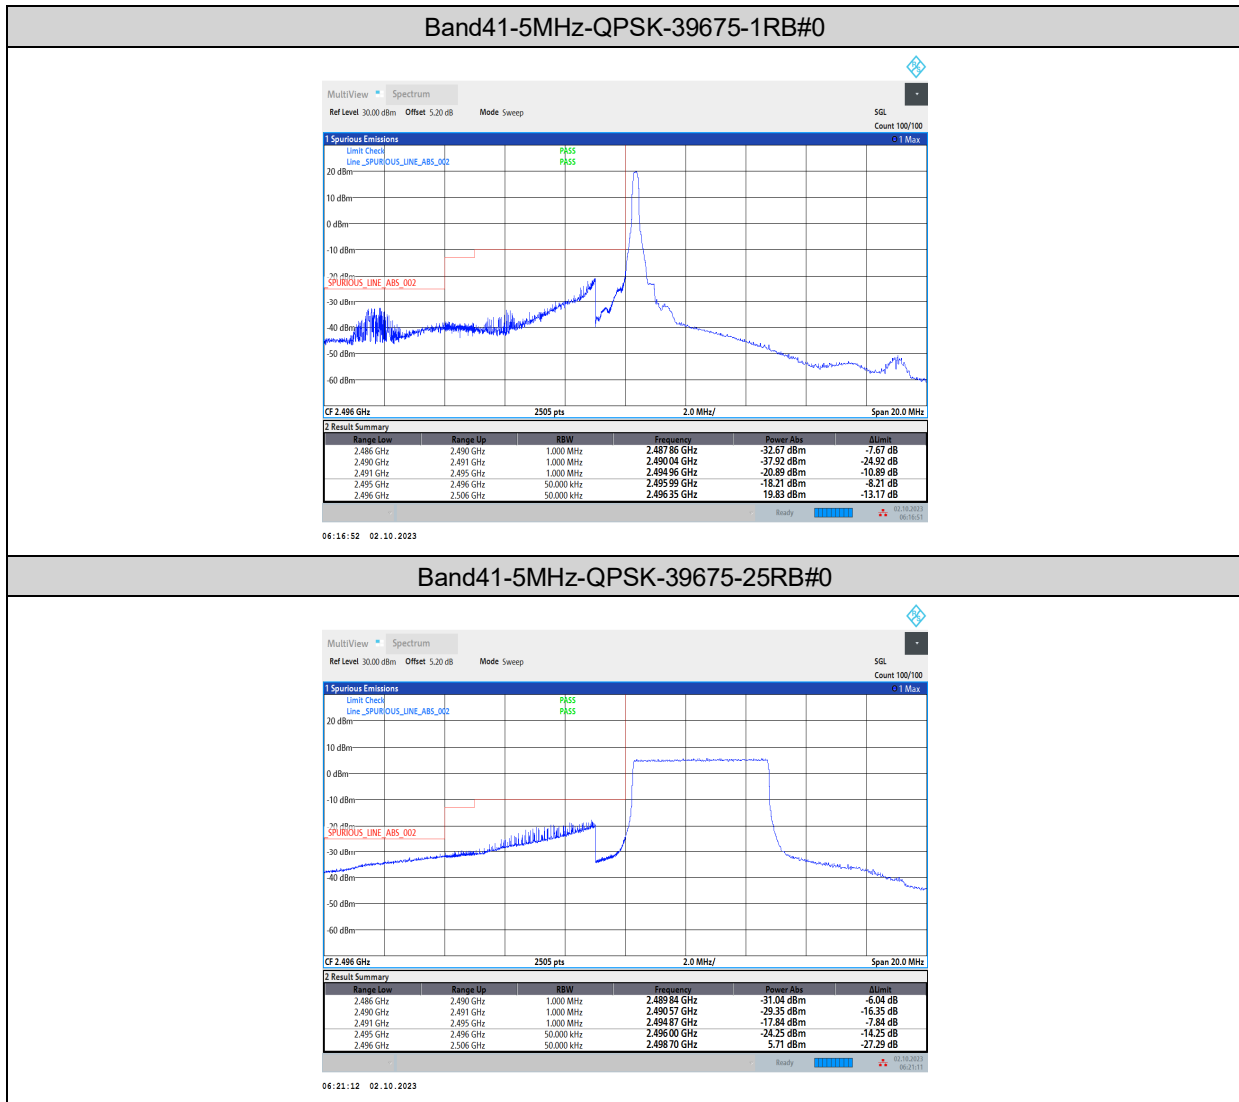 Band41-5MHz-QPSK-39675-1RB#0
MultiView Spectrum
Ref Level 30.00 dBm Offset 5.20 dB Mode Sweep SGL
Count 100/100
1 Spurious Emissions 1 Max
Limit Check PASS
Line _SPURIOUS_LINE_ABS_002 PASS
20 dBm
10 dBm
0 dBm
-10 dBm
-20 dBm
_SPURIOUS_LINE_ABS_002
-30 dBm
-40 dBm
-50 dBm
-60 dBm
CF 2.496 GHz 2505 pts 2.0 MHz/ Span 20.0 MHz
2 Result Summary
Range Low Range Up RBW Frequency Power Abs ΔLimit
2.486 GHz 2.490 GHz 1.000 MHz 2.48786 GHz -32.67 dBm -7.67 dB
2.490 GHz 2.491 GHz 1.000 MHz 2.49004 GHz -37.92 dBm -24.92 dB
2.491 GHz 2.495 GHz 1.000 MHz 2.49496 GHz -20.89 dBm -10.89 dB
2.495 GHz 2.496 GHz 50.000 kHz 2.49599 GHz -18.21 dBm -8.21 dB
2.496 GHz 2.506 GHz 50.000 kHz 2.49635 GHz 19.83 dBm -13.17 dB
Ready 02.10.2023
06:16:51
06:16:52 02.10.2023
Band41-5MHz-QPSK-39675-25RB#0
MultiView Spectrum
Ref Level 30.00 dBm Offset 5.20 dB Mode Sweep SGL
Count 100/100
1 Spurious Emissions 1 Max
Limit Check PASS
Line _SPURIOUS_LINE_ABS_002 PASS
20 dBm
10 dBm
0 dBm
-10 dBm
-20 dBm
_SPURIOUS_LINE_ABS_002
-30 dBm
-40 dBm
-50 dBm
-60 dBm
CF 2.496 GHz 2505 pts 2.0 MHz/ Span 20.0 MHz
2 Result Summary
Range Low Range Up RBW Frequency Power Abs ΔLimit
2.486 GHz 2.490 GHz 1.000 MHz 2.48984 GHz -31.04 dBm -6.04 dB
2.490 GHz 2.491 GHz 1.000 MHz 2.49057 GHz -29.35 dBm -16.35 dB
2.491 GHz 2.495 GHz 1.000 MHz 2.49487 GHz -17.84 dBm -7.84 dB
2.495 GHz 2.496 GHz 50.000 kHz 2.49600 GHz -24.25 dBm -14.25 dB
2.496 GHz 2.506 GHz 50.000 kHz 2.49870 GHz 5.71 dBm -27.29 dB
Ready 02.10.2023
06:21:11
06:21:12 02.10.2023